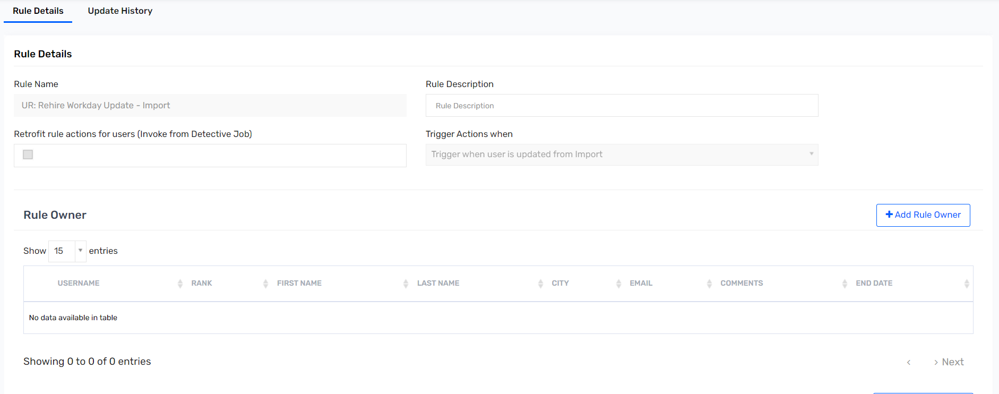 Rule Details Update History
Rule Details
Rule Name Rule Description
UR: Rehire Workday Update - Import Rule Description
Retrofit rule actions for users (Invoke from Detective Job) Trigger Actions when
Trigger when user is updated from Import
Rule Owner + Add Rule Owner
Show 15 entries
USERNAME RANK FIRST NAME LAST NAME CITY EMAIL COMMENTS END DATE
No data available in table
Showing 0 to 0 of 0 entries < > Next